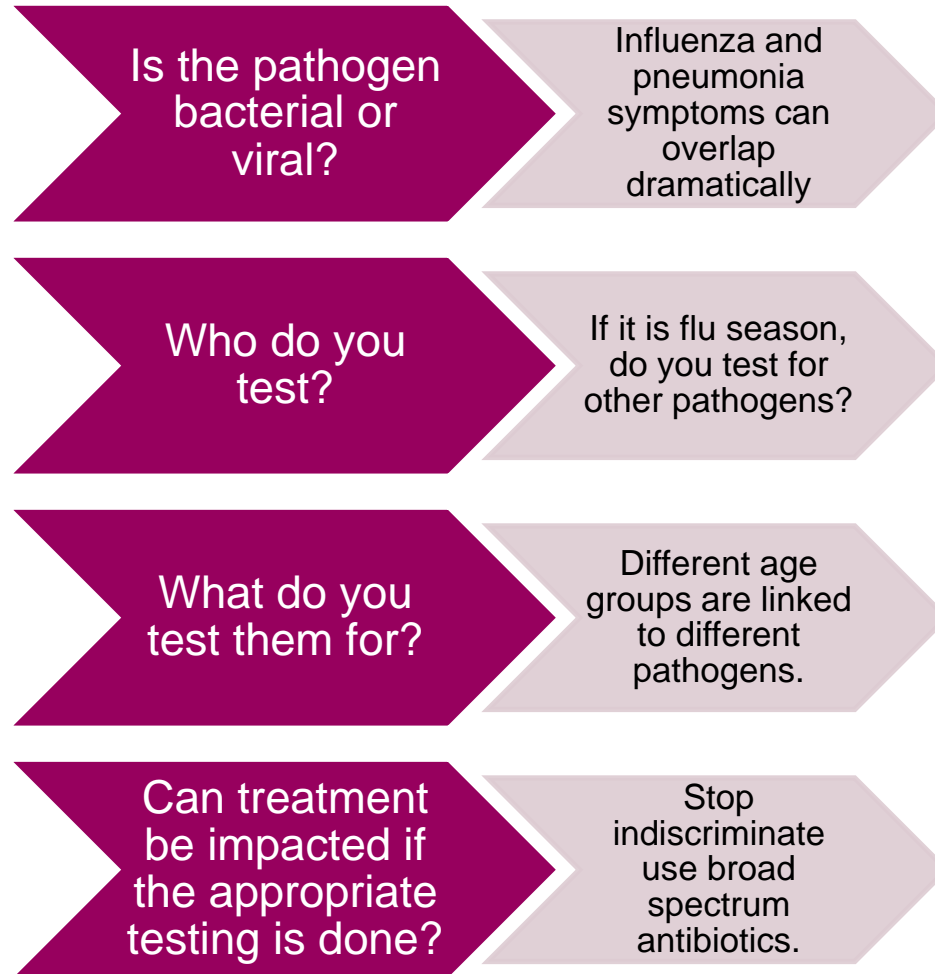 Is the pathogen
bacterial or
viral?
Influenza and
pneumonia
symptoms can
overlap
dramatically
Who do you
test?
If it is flu season,
do you test for
other pathogens?
What do you
test them for?
Different age
groups are linked
to different
pathogens.
Can treatment
be impacted if
the appropriate
testing is done?
Stop
indiscriminate
use broad
spectrum
antibiotics.